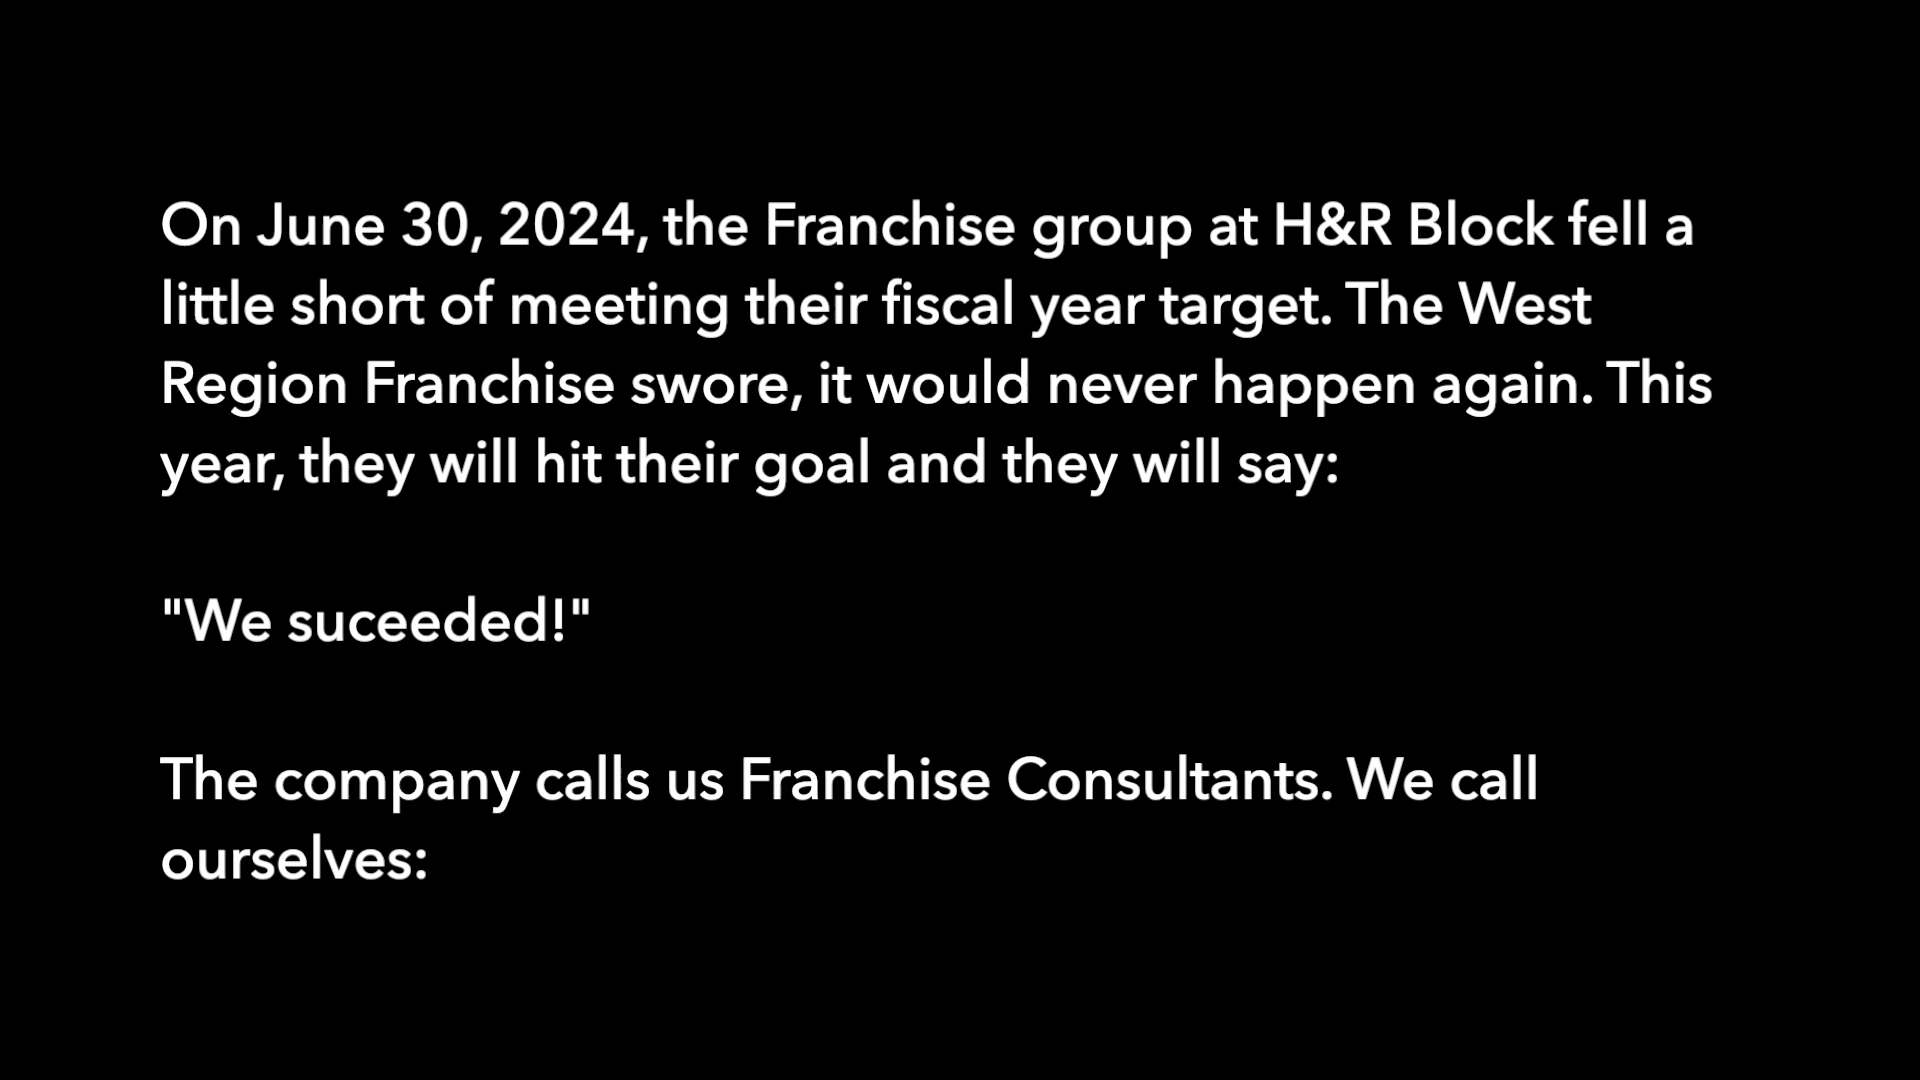 On June 30, 2024, the Franchise group at H&R Block fell a
little short of meeting their fiscal year target. The West
Region Franchise swore, it would never happen again. This
year, they will hit their goal and they will say:
"We suceeded!"
The company calls us Franchise Consultants. We call
ourselves: